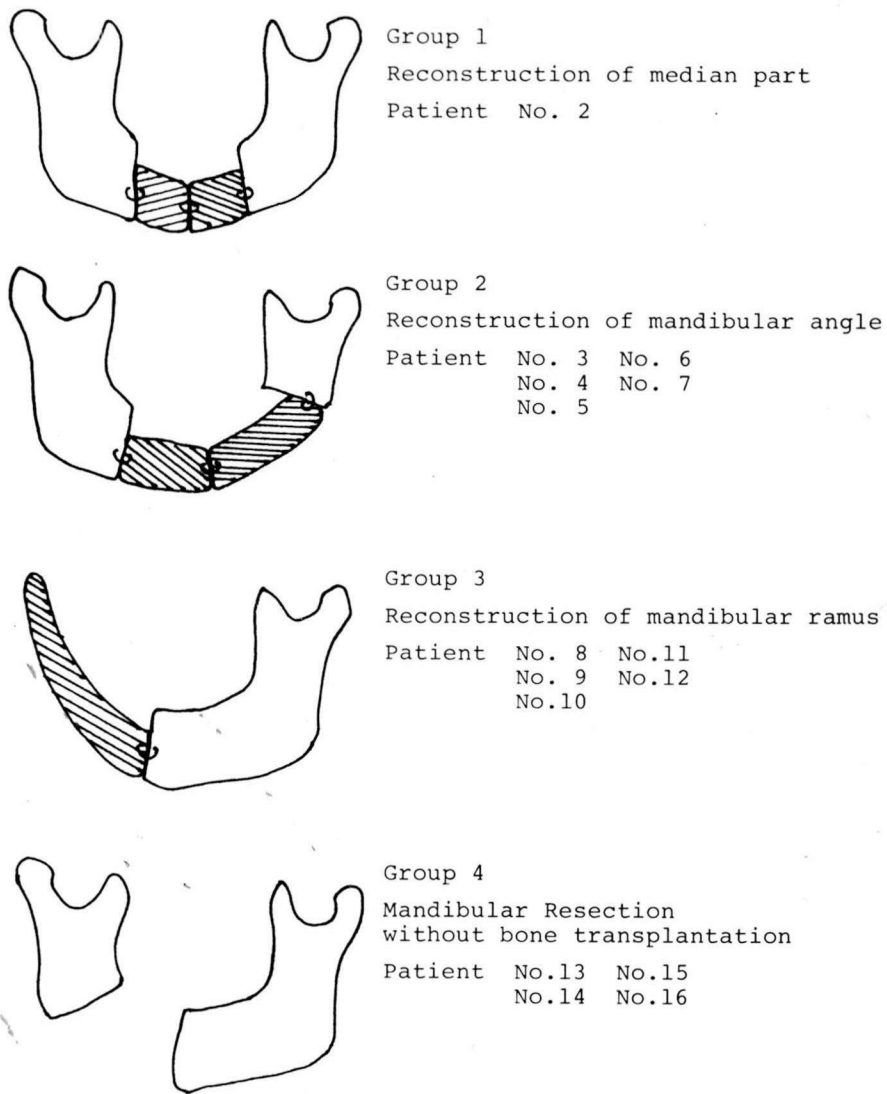 Group 1
Reconstruction of median part
Patient No. 2
Group 2
Reconstruction of mandibular angle
Patient No. 3 No. 6
No. 4 No. 7
No. 5
Group 3
Reconstruction of mandibular ramus
Patient No. 8 No.11
No. 9 No.12
No.10
Group 4
Mandibular Resection
without bone transplantation
Patient No.13 No.15
No.14 No.16